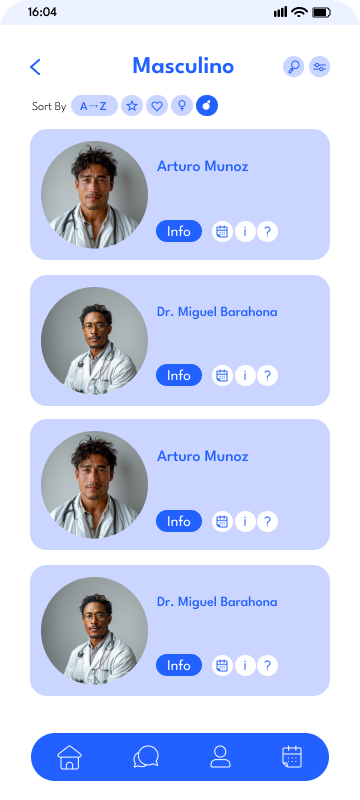 16:04
Masculino
Sort By A→Z
Arturo Munoz
Info i ?
Dr. Miguel Barahona
Info i ?
Arturo Munoz
Info i ?
Dr. Miguel Barahona
Info i ?